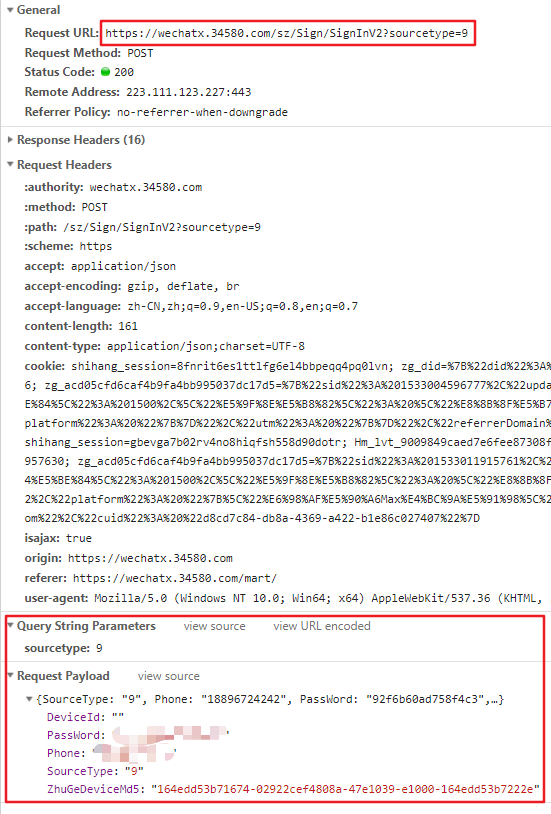 General
Request URL: https://wechatx.34580.com/sz/Sign/SignInV2?sourcetype=9
Request Method: POST
Status Code: 200
Remote Address: 223.111.123.227:443
Referrer Policy: no-referrer-when-downgrade
Response Headers (16)
Request Headers
:authority: wechatx.34580.com
:method: POST
:path: /sz/Sign/SignInV2?sourcetype=9
:scheme: https
accept: application/json
accept-encoding: gzip, deflate, br
accept-language: zh-CN,zh;q=0.9,en-US;q=0.8,en;q=0.7
content-length: 161
content-type: application/json;charset=UTF-8
cookie: shihang_session=8fnrit6es1ttlfg6el4bbpeqq4pq0lvn; zg_did=%7B%22did%22%3A%
6; zg_acd05cfd6caf4b9fa4bb995037dc17d5=%7B%22sid%22%3A%201533004596777%2C%22upda
E%84%5C%22%3A%201500%2C%5C%22%E5%9F%8E%E5%B8%82%5C%22%3A%20%5C%22%E8%8B%8F%E5%B7
platform%22%3A%20%22%7B%7D%22%2C%22utm%22%3A%20%22%7B%7D%22%2C%22referrerDomain%
shihang_session=gbevga7b02rv4no8hiqfsh558d90dotr; Hm_lvt_9009849caed7e6fee87308f
957630; zg_acd05cfd6caf4b9fa4bb995037dc17d5=%7B%22sid%22%3A%201533011915761%2C%2
4%E5%BE%84%5C%22%3A%201500%2C%5C%22%E5%9F%8E%E5%B8%82%5C%22%3A%20%5C%22%E8%8B%8F
2%2C%22platform%22%3A%20%22%7B%5C%22%E6%98%AF%E5%90%A6Max%E4%BC%9A%E5%91%98%5C%2
om%22%2C%22cuid%22%3A%20%22d8cd7c84-db8a-4369-a422-b1e86c027407%22%7D
isajax: true
origin: https://wechatx.34580.com
referer: https://wechatx.34580.com/mart/
user-agent: Mozilla/5.0 (Windows NT 10.0; Win64; x64) AppleWebKit/537.36 (KHTML,
Query String Parameters view source view URL encoded
sourcetype: 9
Request Payload view source
{SourceType: "9", Phone: "18896724242", PassWord: "92f6b60ad758f4c3",…}
DeviceId: ""
PassWord:
Phone:
SourceType: "9"
ZhuGeDeviceMd5: "164edd53b71674-02922cef4808a-47e1039-e1000-164edd53b7222e"